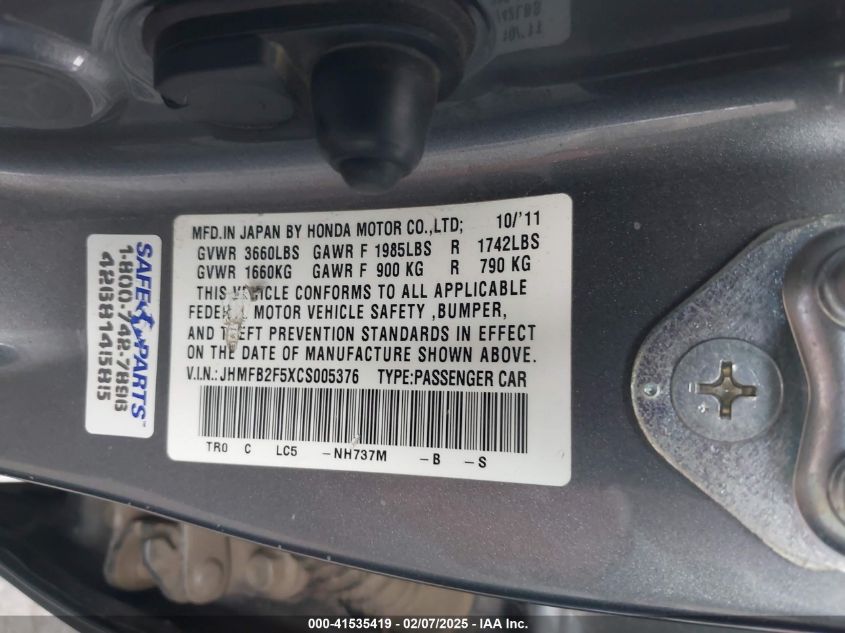 MFD.IN JAPAN BY HONDA MOTOR CO.,LTD; 10/'11
GVWR 3660LBS GAWR F 1985LBS R 1742LBS
GVWR 1660KG GAWR F 900 KG R 790 KG
THIS VEHICLE CONFORMS TO ALL APPLICABLE
FEDERAL MOTOR VEHICLE SAFETY ,BUMPER,
AND THEFT PREVENTION STANDARDS IN EFFECT
ON THE DATE OF MANUFACTURE SHOWN ABOVE.
V.I.N.:JHMFB2F5XCS005376 TYPE:PASSENGER CAR
TR0 C LC5 -NH737M -B -S
SAFE PARTS
1-800-742-7896
000-41535419 — 02/07/2025 — IAA Inc.